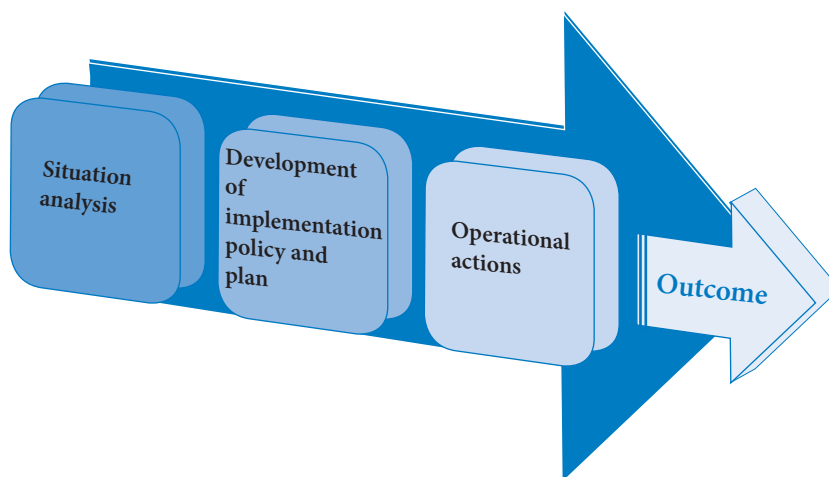 Situation
analysis
Development
of
implementation
policy and
plan
Operational
actions
Outcome